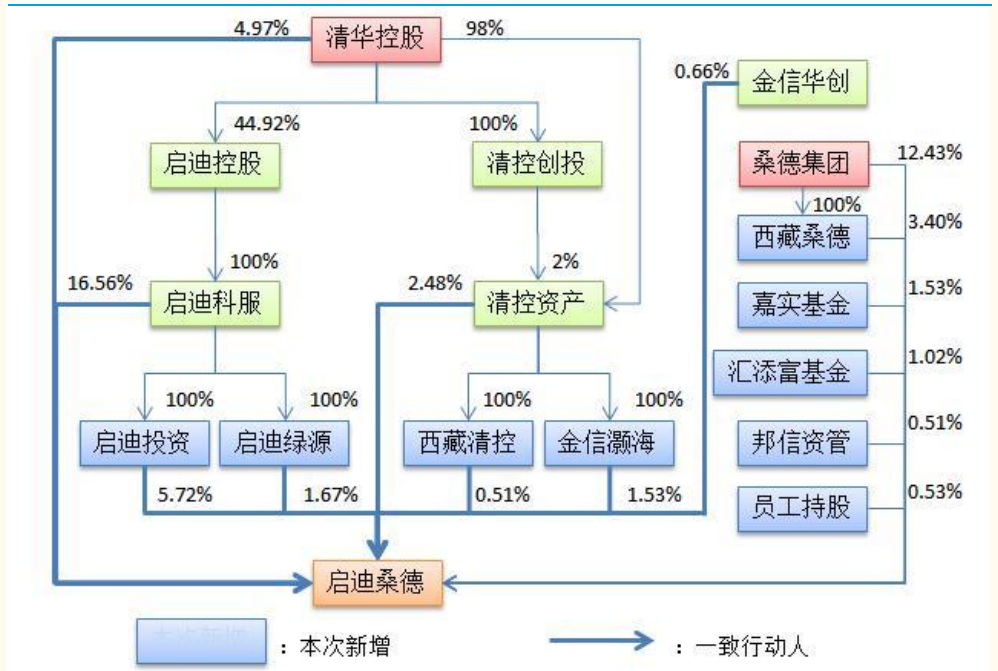 4.97%
清华控股
98%
0.66%
金信华创
44.92%
100%
启迪控股
清控创投
桑德集团
12.43%
100%
西藏桑德
3.40%
100%
2%
16.56%
启迪科服
2.48%
清控资产
嘉实基金
1.53%
汇添富基金
1.02%
100%
100%
100%
100%
启迪投资
启迪绿源
西藏清控
金信灏海
邦信资管
0.51%
5.72%
1.67%
0.51%
1.53%
员工持股
0.53%
启迪桑德
：本次新增
：一致行动人